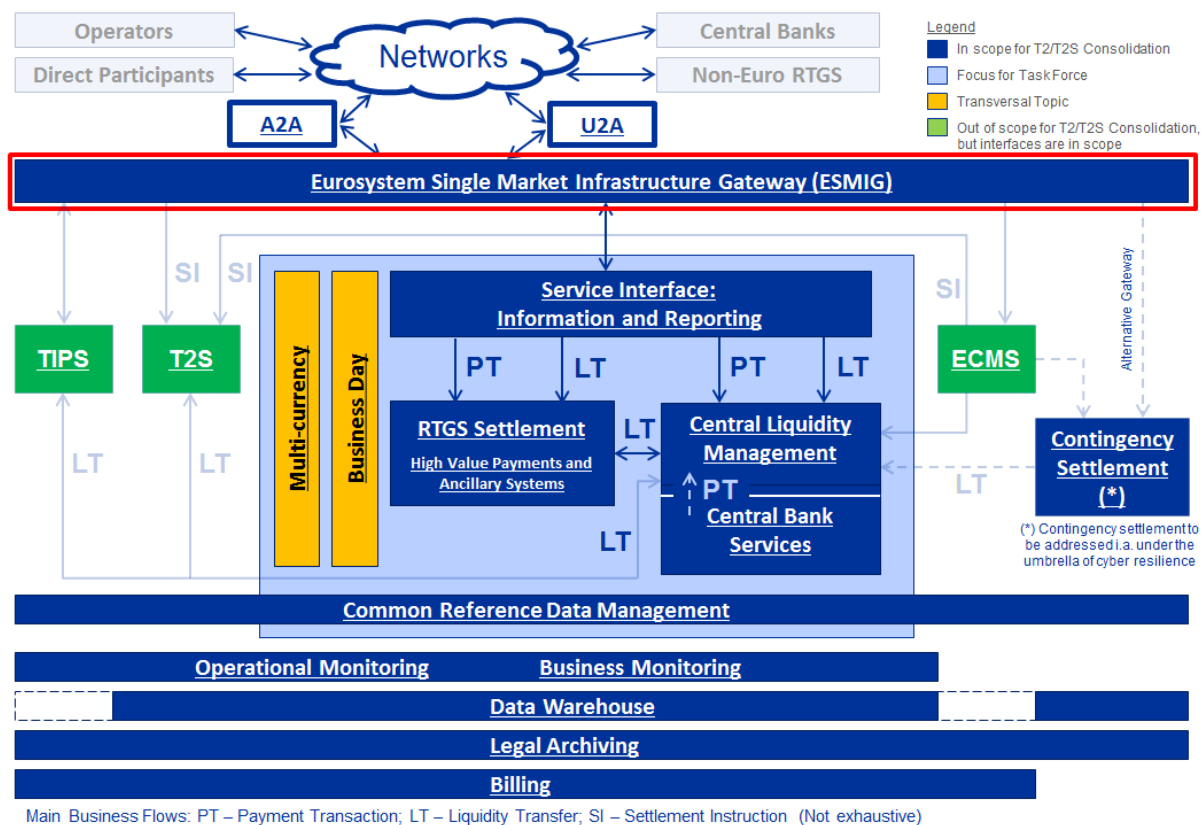 Operators
Direct Participants
Networks
Central Banks
Non-Euro RTGS
Legend
In scope for T2/T2S Consolidation
Focus for Task Force
Transversal Topic
Out of scope for T2/T2S Consolidation,
but interfaces are in scope
A2A
U2A
Eurosystem Single Market Infrastructure Gateway (ESMIG)
SI
SI
SI
Alternative Gateway
Service Interface:
Information and Reporting
Multi-currency
Business Day
TIPS
T2S
ECMS
PT
LT
PT
LT
RTGS Settlement
High Value Payments and
Ancillary Systems
LT
Central Liquidity
Management
PT
Central Bank
Services
LT
LT
LT
LT
Contingency
Settlement
(*)
(*) Contingency settlement to
be addressed i.a. under the
umbrella of cyber resilience
Common Reference Data Management
Operational Monitoring
Business Monitoring
Data Warehouse
Legal Archiving
Billing
Main Business Flows: PT – Payment Transaction; LT – Liquidity Transfer; SI – Settlement Instruction (Not exhaustive)